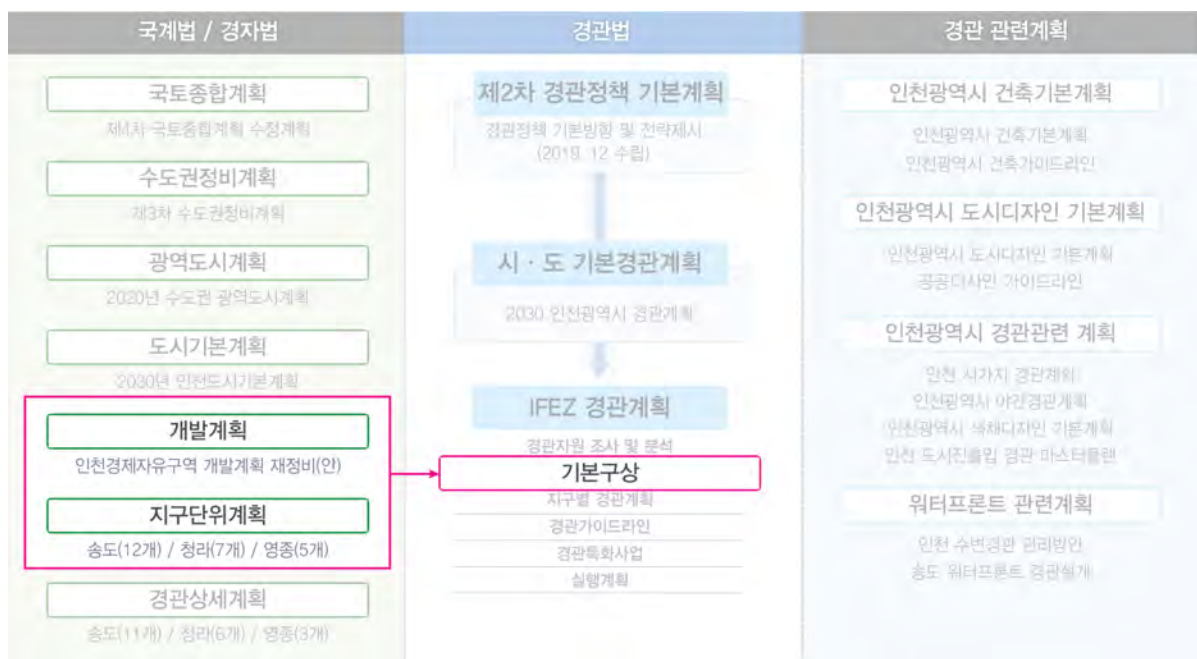 국계법 / 경자법
국토종합계획
제4차 국토종합계획 수정계획
수도권정비계획
제3차 수도권정비계획
광역도시계획
2020년 수도권 광역도시계획
도시기본계획
2030년 인천도시기본계획
개발계획
인천경제자유구역 개발계획 재정비(안)
지구단위계획
송도(12개) / 청라(7개) / 영종(5개)
경관상세계획
송도(11개) / 청라(6개) / 영종(3개)
경관법
제2차 경관정책 기본계획
경관정책 기본방향 및 전략제시
(2019. 12 수립)
시 · 도 기본경관계획
2030 인천광역시 경관계획
IFEZ 경관계획
경관자원 조사 및 분석
기본구상
지구별 경관계획
경관가이드라인
경관특화사업
실행계획
경관 관련계획
인천광역시 건축기본계획
인천광역시 건축기본계획
인천광역시 건축가이드라인
인천광역시 도시디자인 기본계획
인천광역시 도시디자인 기본계획
공공디자인 가이드라인
인천광역시 경관관련 계획
인천 시가지 경관계획
인천광역시 야간경관계획
인천광역시 색채디자인 기본계획
인천 도시진출입 경관 마스터플랜
워터프론트 관련계획
인천 수변경관 관리방안
송도 워터프론트 경관설계